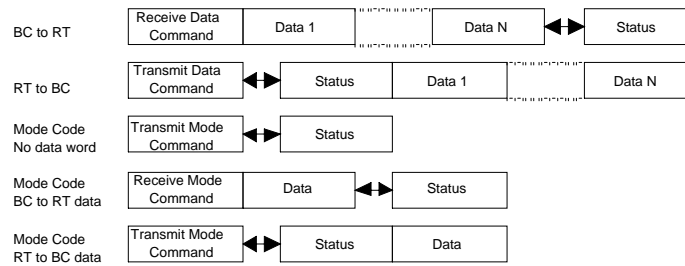 BC to RT
Receive Data
Command
Data 1
Data N
Status
RT to BC
Transmit Data
Command
Status
Data 1
Data N
Mode Code
No data word
Transmit Mode
Command
Status
Mode Code
BC to RT data
Receive Mode
Command
Data
Status
Mode Code
RT to BC data
Transmit Mode
Command
Status
Data